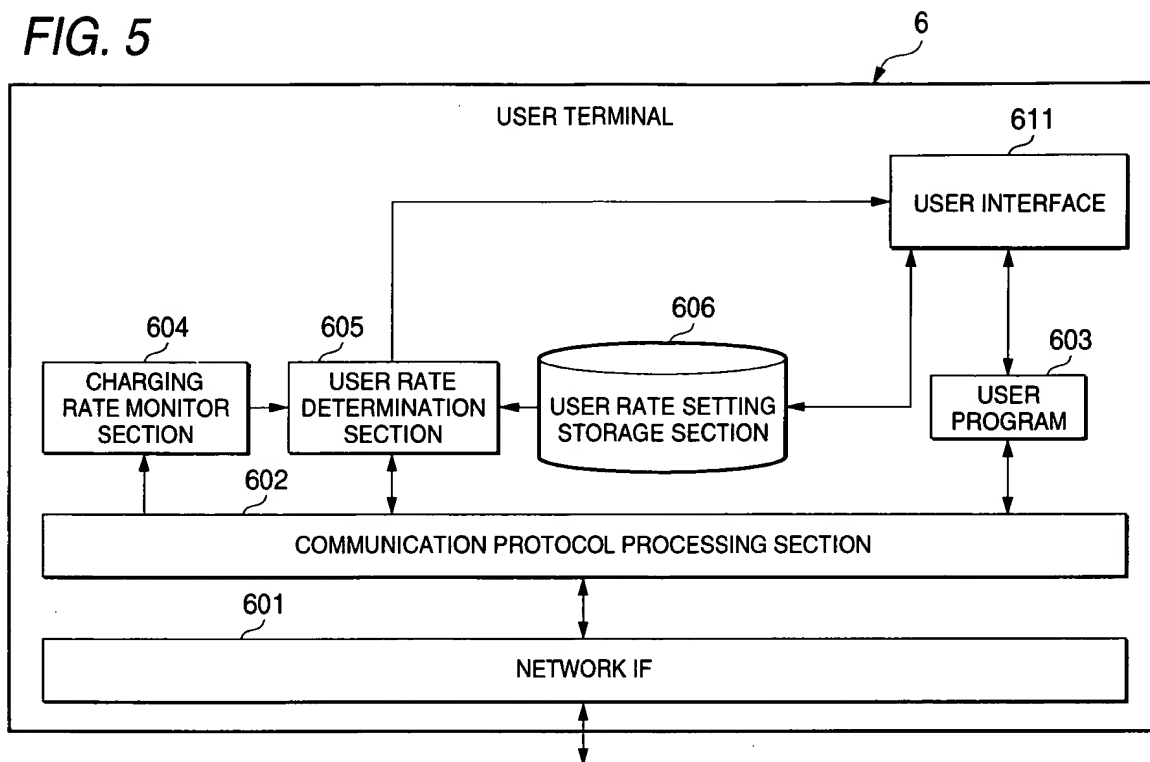 FIG. 5
6
USER TERMINAL
611
USER INTERFACE
604
CHARGING
RATE MONITOR
SECTION
605
USER RATE
DETERMINATION
SECTION
606
USER RATE SETTING
STORAGE SECTION
603
USER
PROGRAM
602
COMMUNICATION PROTOCOL PROCESSING SECTION
601
NETWORK IF